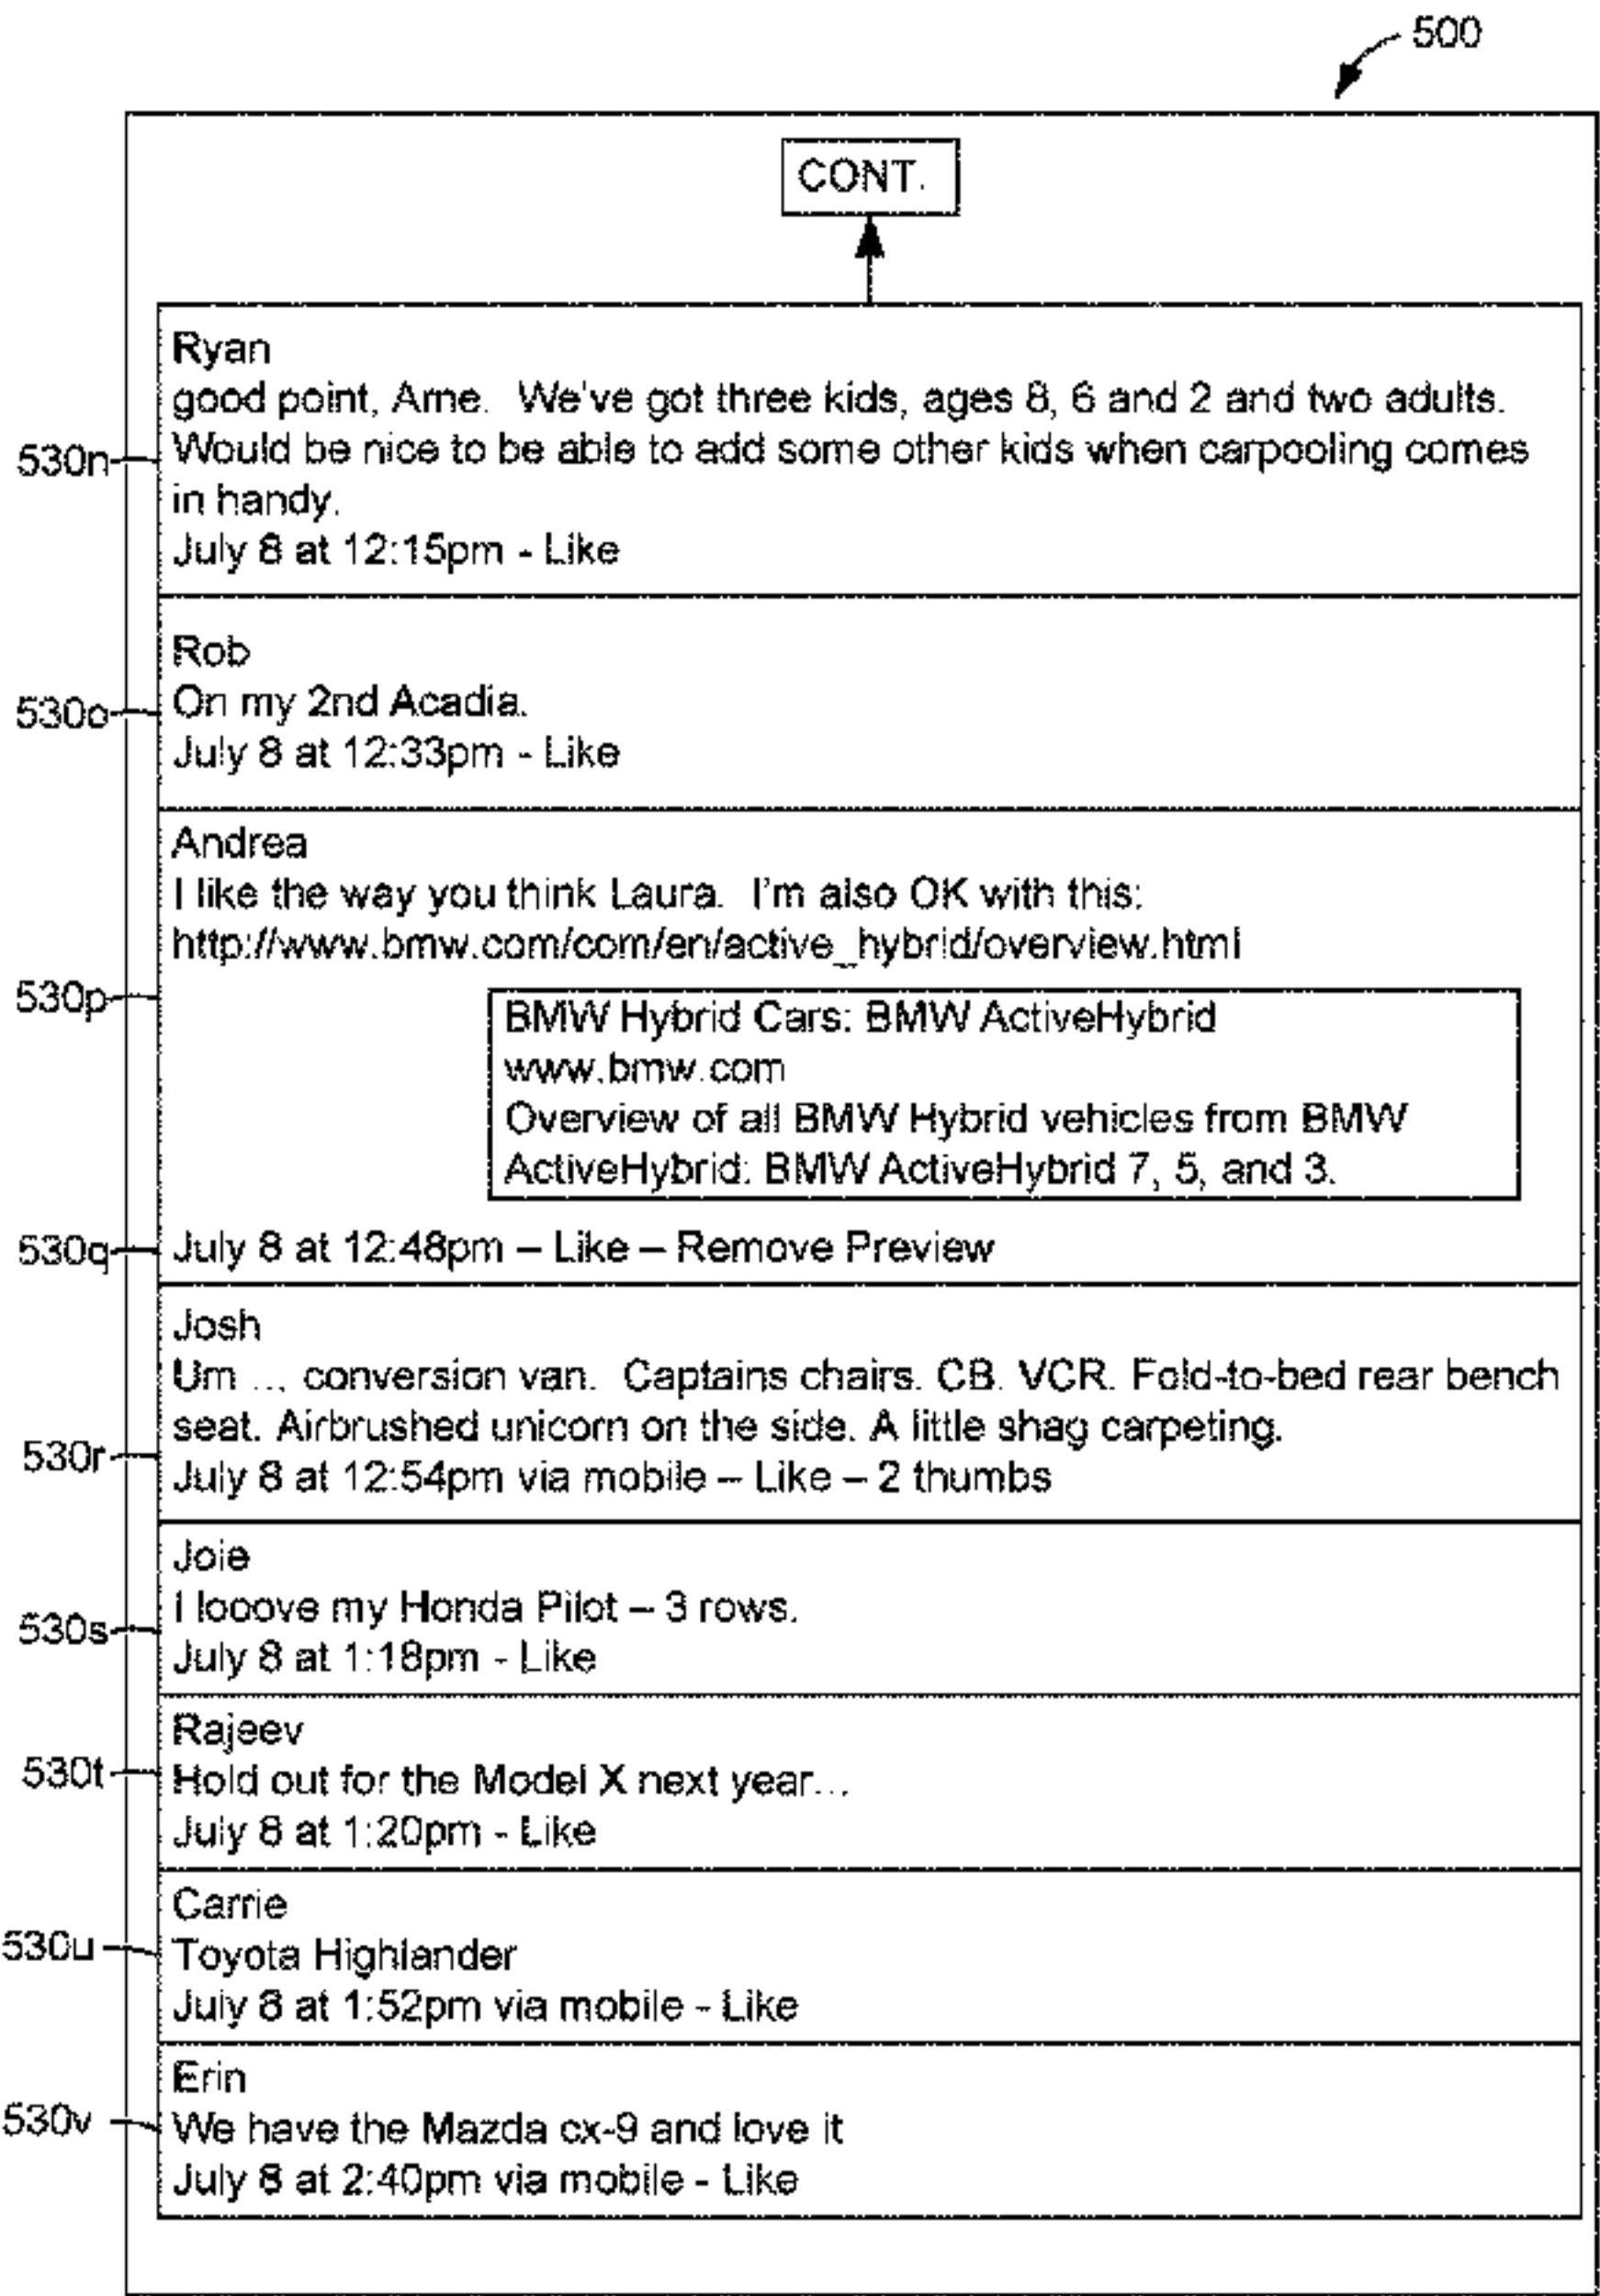 500
CONT.
Ryan
good point, Arne. We've got three kids, ages 8, 6 and 2 and two adults.
530n
Would be nice to be able to add some other kids when carpooling comes
in handy.
July 8 at 12:15pm - Like
Rob
530o
On my 2nd Acadia.
July 8 at 12:33pm - Like
Andrea
I like the way you think Laura. I'm also OK with this:
http://www.bmw.com/com/en/active_hybrid/overview.html
530p
BMW Hybrid Cars: BMW ActiveHybrid
www.bmw.com
Overview of all BMW Hybrid vehicles from BMW
ActiveHybrid: BMW ActiveHybrid 7, 5, and 3.
530q
July 8 at 12:48pm – Like – Remove Preview
Josh
Um ... conversion van. Captains chairs. CB. VCR. Fold-to-bed rear bench
seat. Airbrushed unicorn on the side. A little shag carpeting.
530r
July 8 at 12:54pm via mobile – Like – 2 thumbs
Joie
I looove my Honda Pilot – 3 rows.
530s
July 8 at 1:18pm - Like
Rajeev
530t
Hold out for the Model X next year...
July 8 at 1:20pm - Like
Carrie
530u
Toyota Highlander
July 8 at 1:52pm via mobile - Like
Erin
530v
We have the Mazda cx-9 and love it
July 8 at 2:40pm via mobile - Like